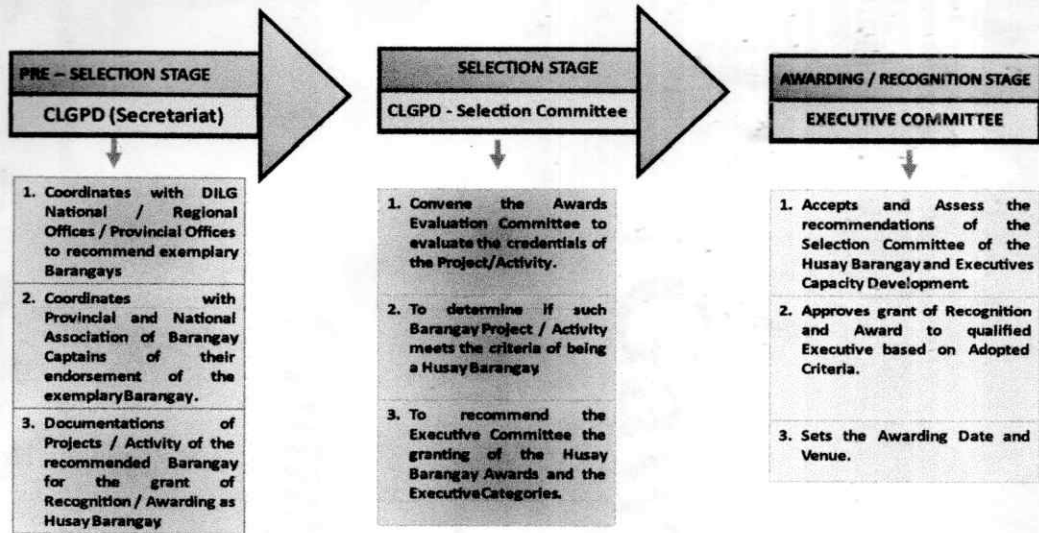 PRE – SELECTION STAGE
CLGPD (Secretariat)
1. Coordinates with DILG
National / Regional
Offices / Provincial Offices
to recommend exemplary
Barangays
2. Coordinates with
Provincial and National
Association of Barangay
Captains of their
endorsement of the
exemplaryBarangay.
3. Documentations of
Projects / Activity of the
recommended Barangay
for the grant of
Recognition / Awarding as
Husay Barangay
SELECTION STAGE
CLGPD - Selection Committee
1. Convene the Awards
Evaluation Committee to
evaluate the credentials of
the Project/Activity.
2. To determine if such
Barangay Project / Activity
meets the criteria of being
a Husay Barangay
3. To recommend the
Executive Committee the
granting of the Husay
Barangay Awards and the
ExecutiveCategories.
AWARDING / RECOGNITION STAGE
EXECUTIVE COMMITTEE
1. Accepts and Assess the
recommendations of the
Selection Committee of the
Husay Barangay and Executives
Capacity Development
2. Approves grant of Recognition
and Award to qualified
Executive based on Adopted
Criteria.
3. Sets the Awarding Date and
Venue.